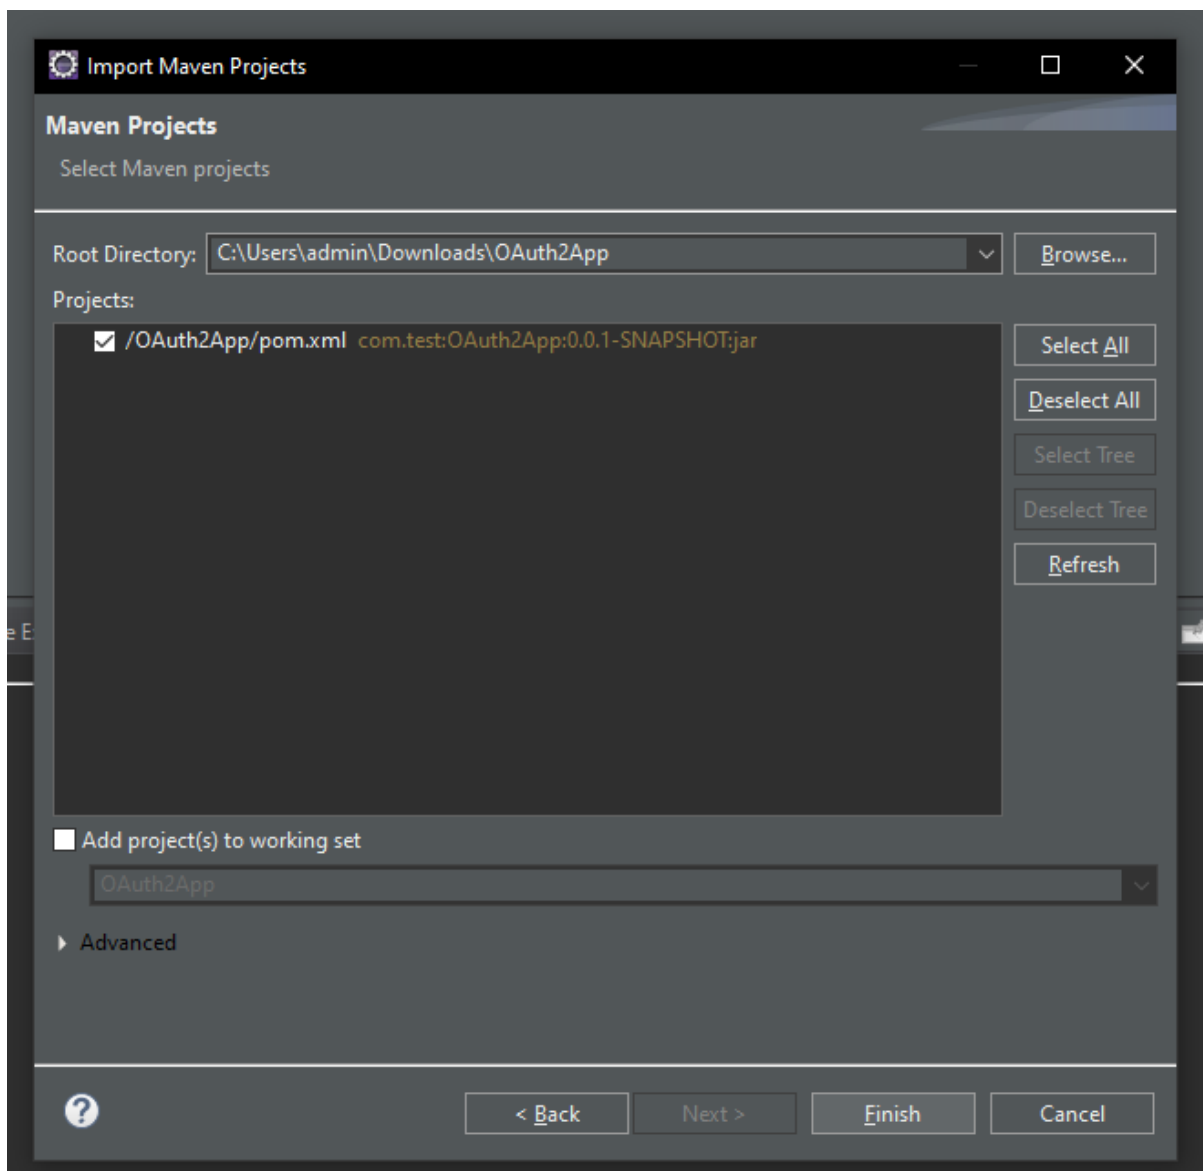 Import Maven Projects
Maven Projects
Select Maven projects
Root Directory: C:\Users\admin\Downloads\OAuth2App Browse...
Projects:
/OAuth2App/pom.xml com.test:OAuth2App:0.0.1-SNAPSHOT:jar
Select All
Deselect All
Select Tree
Deselect Tree
Refresh
e E
Add project(s) to working set
OAuth2App
Advanced
? < Back Next > Finish Cancel